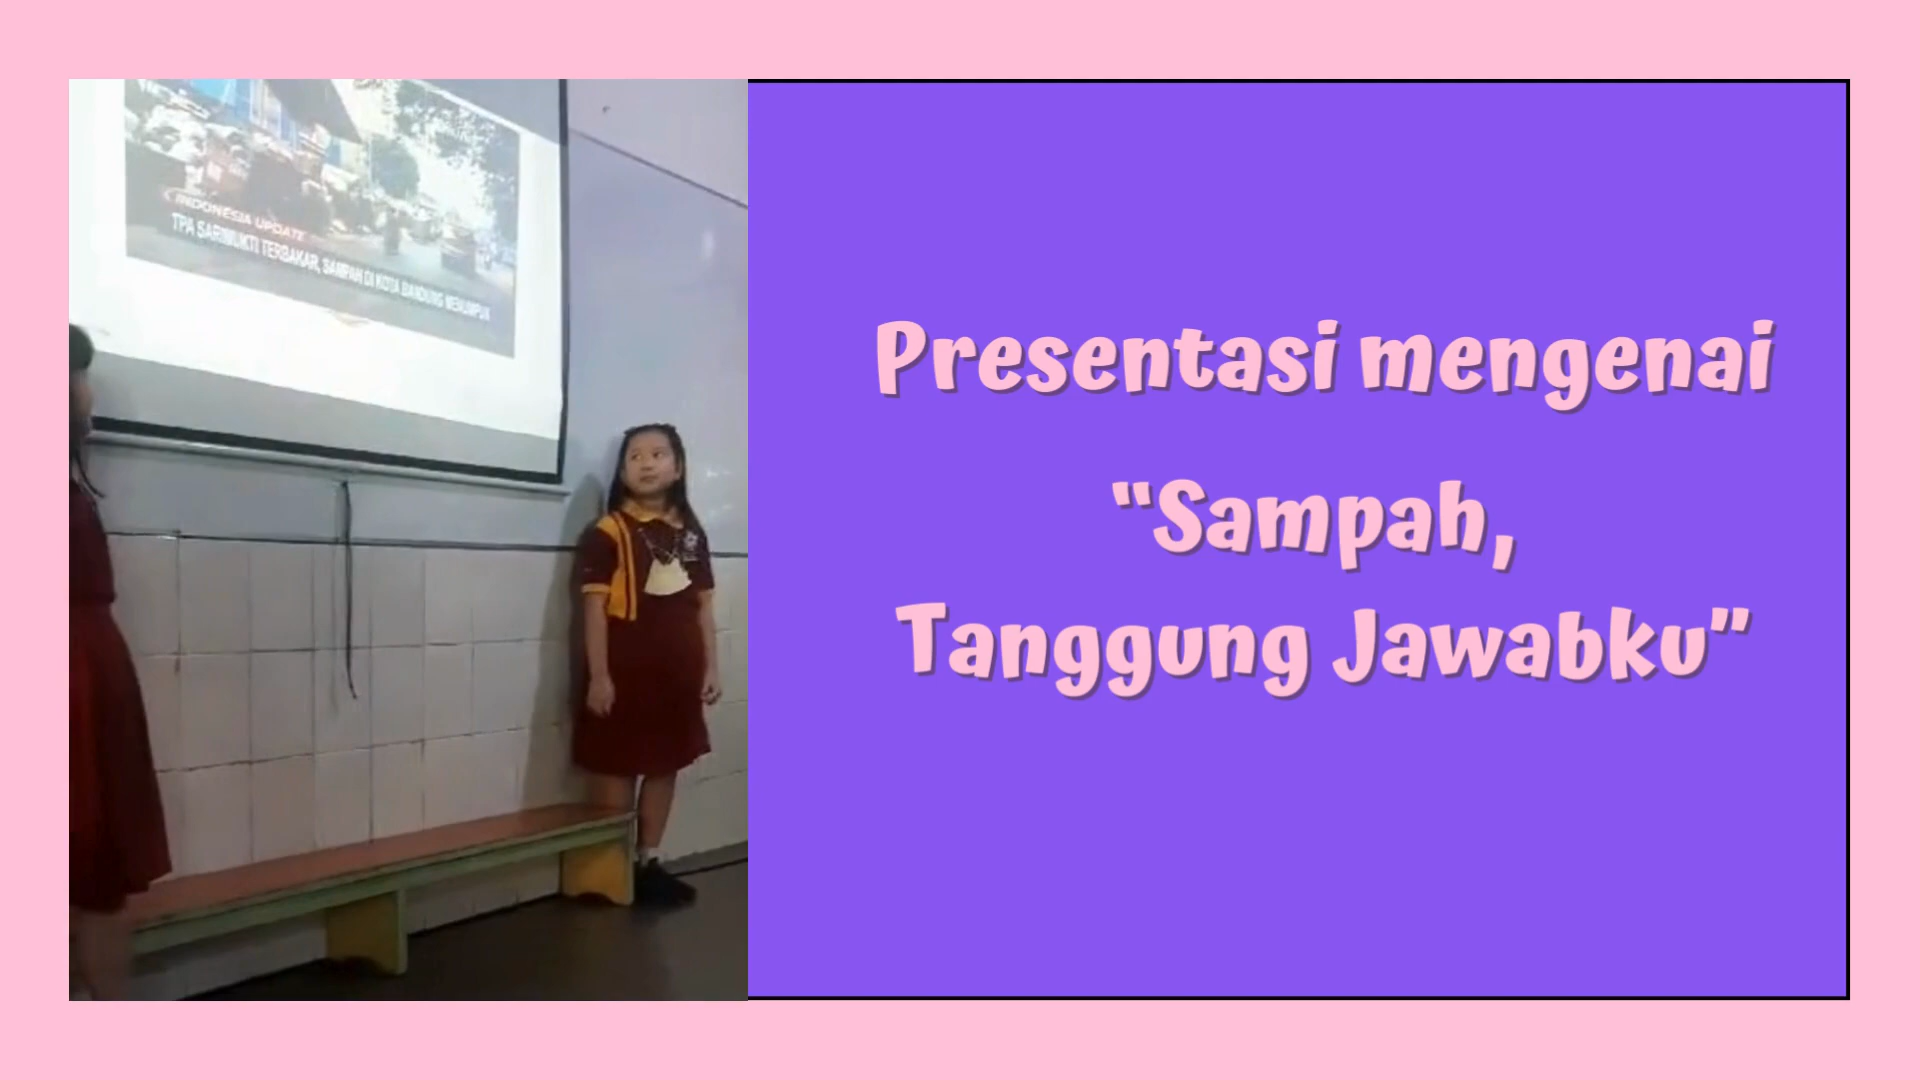 INDONESIA UPDATE
TPA SARIMUKTI TERBAKAR, SAMPAH DI KOTA BANDUNG MENUMPUK
Presentasi mengenai
"Sampah,
Tanggung Jawabku"